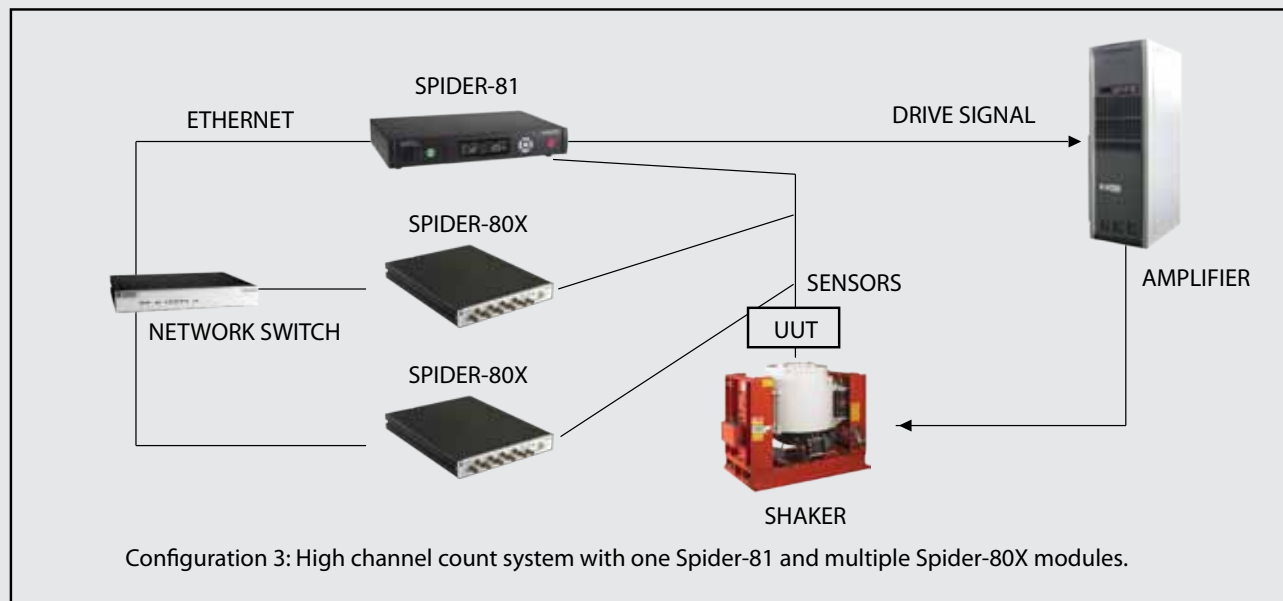 SPIDER-81
ETHERNET
DRIVE SIGNAL
SPIDER-80X
SENSORS
AMPLIFIER
UUT
NETWORK SWITCH
SPIDER-80X
SHAKER
Configuration 3: High channel count system with one Spider-81 and multiple Spider-80X modules.